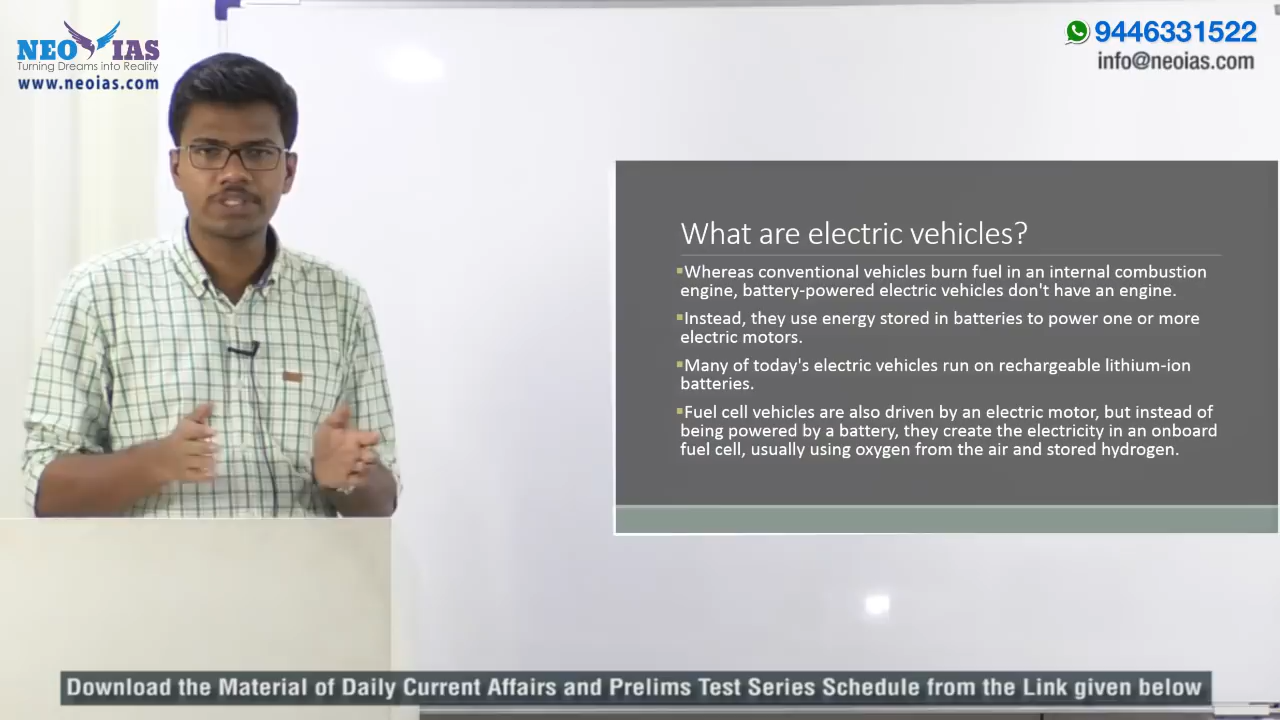 NEO IAS
Turning Dreams into Reality
www.neoias.com
9446331522
info@neoias.com
What are electric vehicles?
▪Whereas conventional vehicles burn fuel in an internal combustion
engine, battery-powered electric vehicles don't have an engine.
▪Instead, they use energy stored in batteries to power one or more
electric motors.
▪Many of today's electric vehicles run on rechargeable lithium-ion
batteries.
▪Fuel cell vehicles are also driven by an electric motor, but instead of
being powered by a battery, they create the electricity in an onboard
fuel cell, usually using oxygen from the air and stored hydrogen.
Download the Material of Daily Current Affairs and Prelims Test Series Schedule from the Link given below